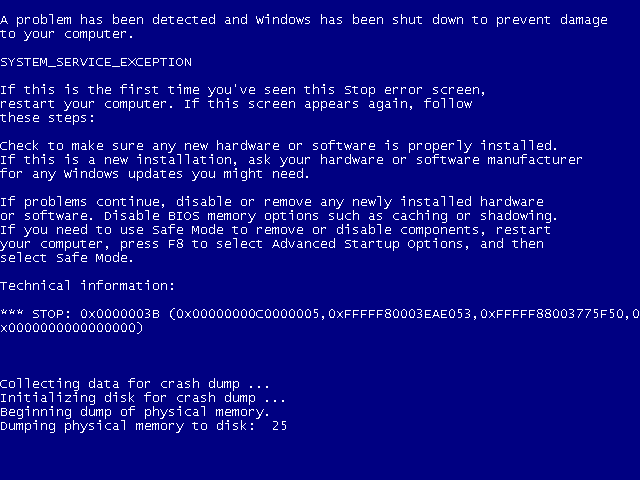 A problem has been detected and Windows has been shut down to prevent damage
to your computer.
SYSTEM_SERVICE_EXCEPTION
If this is the first time you've seen this Stop error screen,
restart your computer. If this screen appears again, follow
these steps:
Check to make sure any new hardware or software is properly installed.
If this is a new installation, ask your hardware or software manufacturer
for any Windows updates you might need.
If problems continue, disable or remove any newly installed hardware
or software. Disable BIOS memory options such as caching or shadowing.
If you need to use Safe Mode to remove or disable components, restart
your computer, press F8 to select Advanced Startup Options, and then
select Safe Mode.
Technical information:
*** STOP: 0x0000003B (0x00000000C0000005,0xFFFFF80003EAE053,0xFFFFF88003775F50,0
x0000000000000000)
Collecting data for crash dump ...
Initializing disk for crash dump ...
Beginning dump of physical memory.
Dumping physical memory to disk:  25